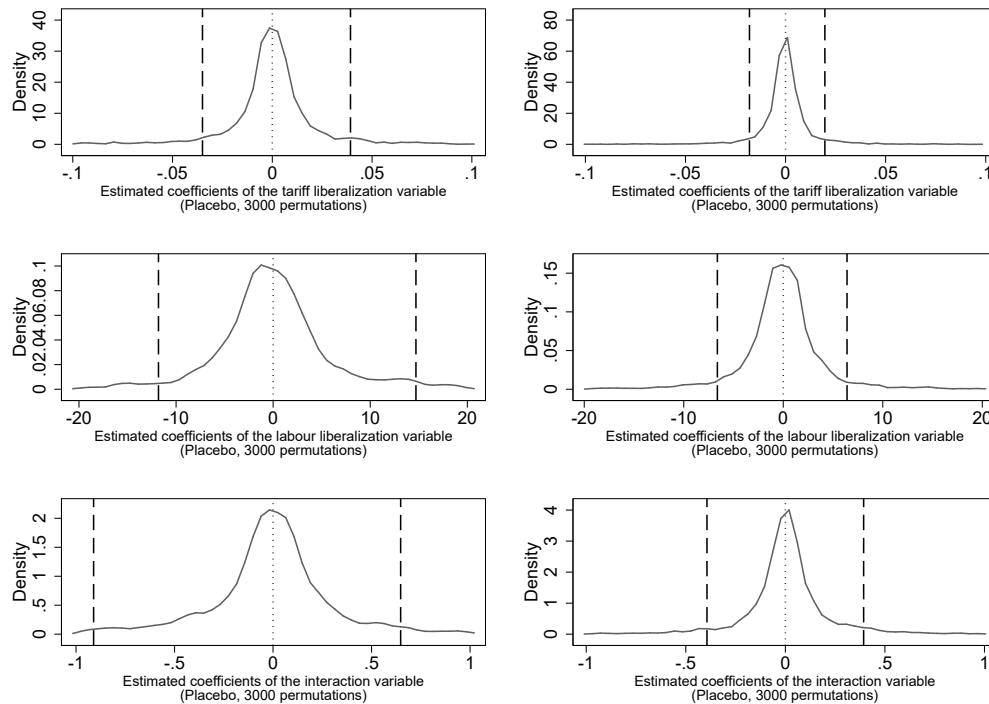 Density
0 10 20 30 40
-.1 -.05 0 .05 .1
Estimated coefficients of the tariff liberalization variable
(Placebo, 3000 permutations)
Density
0 20 40 60 80
-.1 -.05 0 .05 .1
Estimated coefficients of the tariff liberalization variable
(Placebo, 3000 permutations)
Density
0 .02.04.06.08 .1
-20 -10 0 10 20
Estimated coefficients of the labour liberalization variable
(Placebo, 3000 permutations)
Density
0 .05 .1 .15
-20 -10 0 10 20
Estimated coefficients of the labour liberalization variable
(Placebo, 3000 permutations)
Density
0 .5 1 1.5 2
-1 -.5 0 .5 1
Estimated coefficients of the interaction variable
(Placebo, 3000 permutations)
Density
0 1 2 3 4
-1 -.5 0 .5 1
Estimated coefficients of the interaction variable
(Placebo, 3000 permutations)